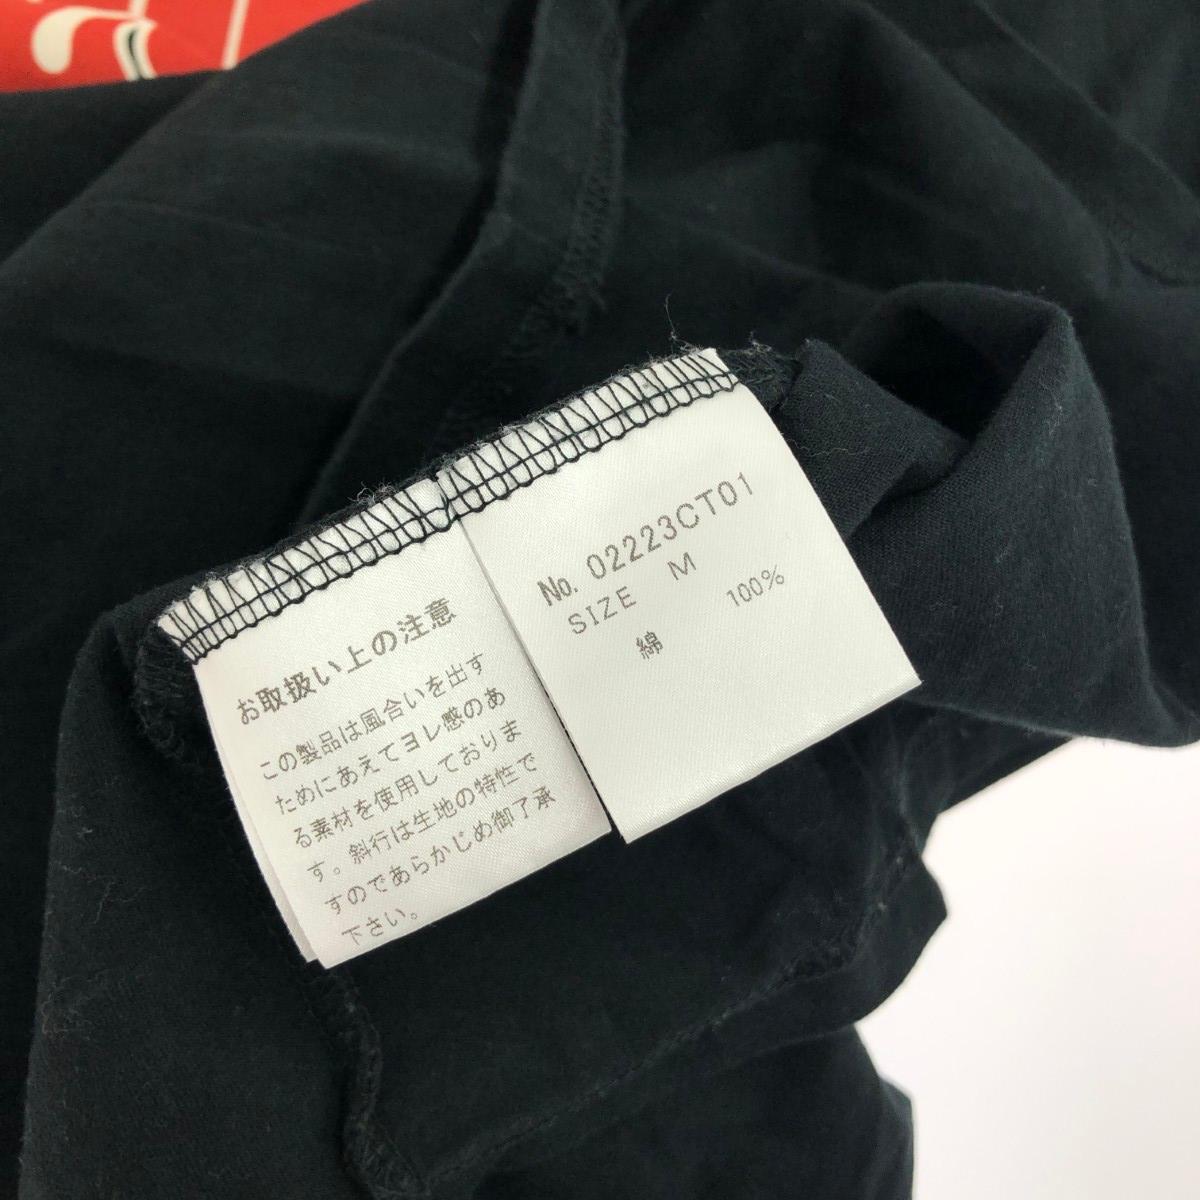 お取扱い上の注意
この製品は風合いを出す
ためにあえてヨレ感のあ
る素材を使用しておりま
す。斜行は生地の特性で
すのであらかじめ御了承
下さい。
No. 02223CT01
SIZE M
綿 100%